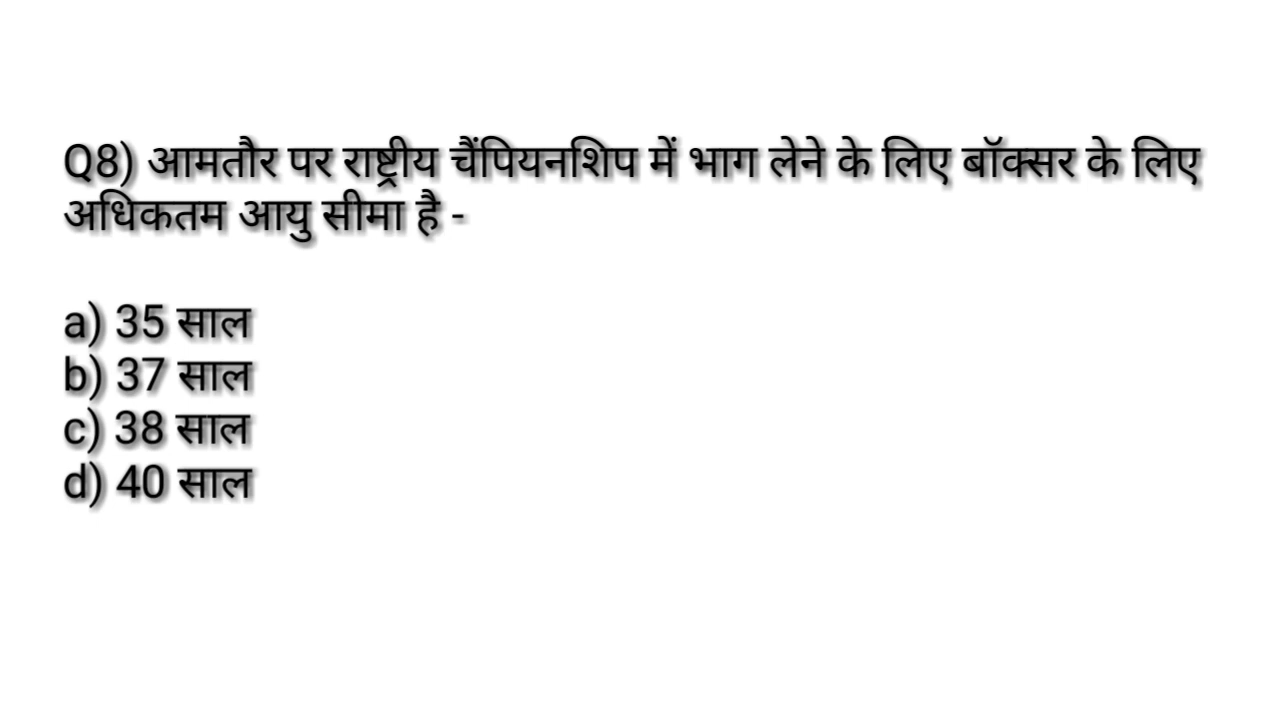 Q8) आमतौर पर राष्ट्रीय चैंपियनशिप में भाग लेने के लिए बॉक्सर के लिए
अधिकतम आयु सीमा है -
a) 35 साल
b) 37 साल
c) 38 साल
d) 40 साल